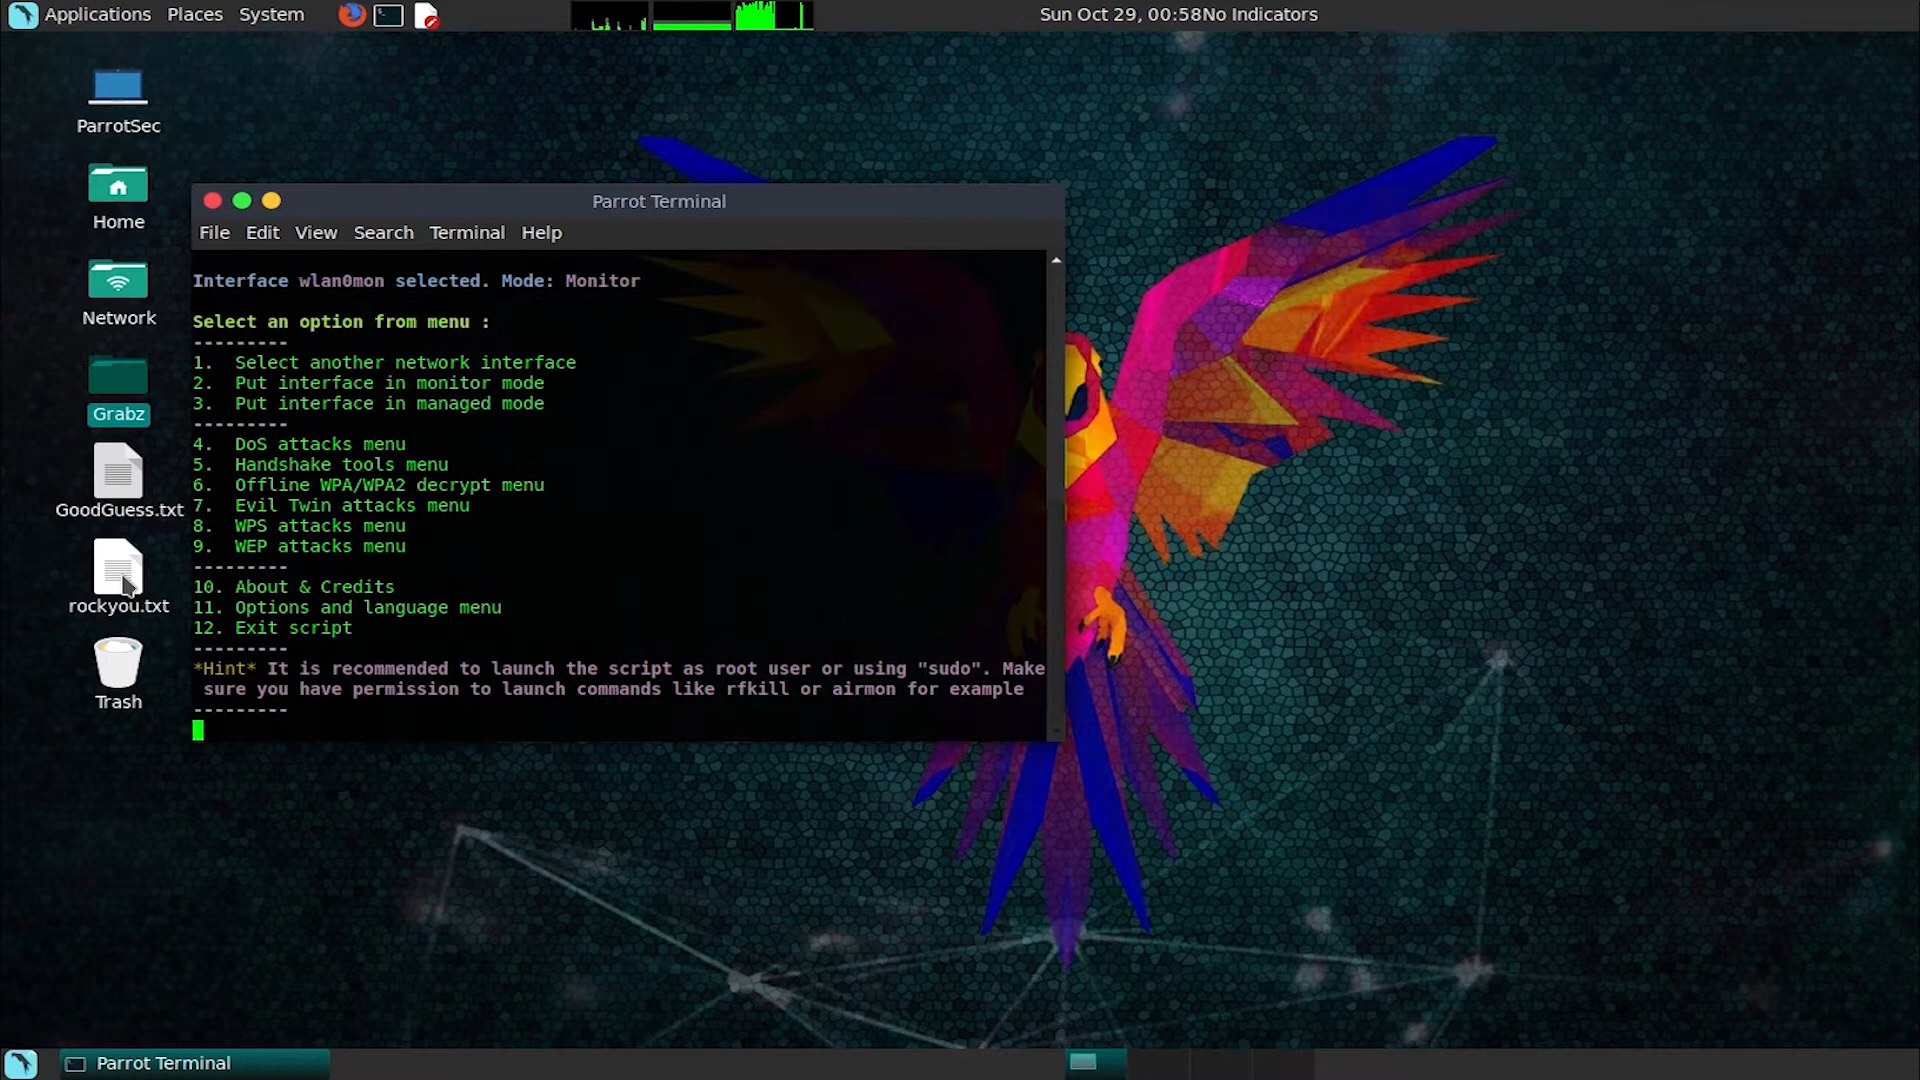 Applications Places System
Sun Oct 29, 00:58No Indicators
ParrotSec
Home
Network
Grabz
GoodGuess.txt
rockyou.txt
Trash
Parrot Terminal
File Edit View Search Terminal Help
Interface wlan0mon selected. Mode: Monitor
Select an option from menu :
---------
1.  Select another network interface
2.  Put interface in monitor mode
3.  Put interface in managed mode
---------
4.  DoS attacks menu
5.  Handshake tools menu
6.  Offline WPA/WPA2 decrypt menu
7.  Evil Twin attacks menu
8.  WPS attacks menu
9.  WEP attacks menu
---------
10. About & Credits
11. Options and language menu
12. Exit script
---------
*Hint* It is recommended to launch the script as root user or using "sudo". Make
sure you have permission to launch commands like rfkill or airmon for example
---------
Parrot Terminal